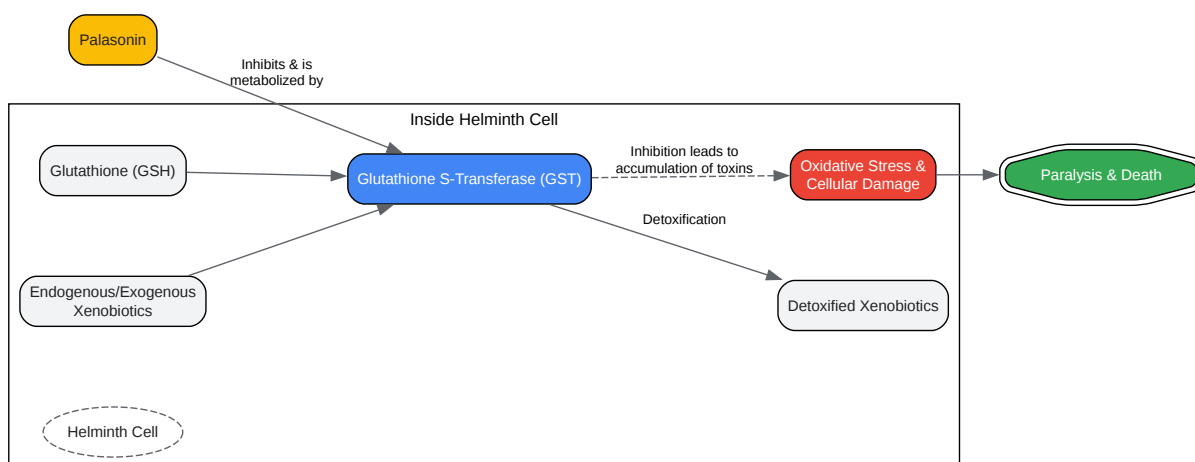 Palasonin
Inhibits & is
metabolized by
Inside Helminth Cell
Glutathione (GSH)
Glutathione S-Transferase (GST)
Inhibition leads to
accumulation of toxins
Oxidative Stress &
Cellular Damage
Paralysis & Death
Detoxification
Endogenous/Exogenous
Xenobiotics
Detoxified Xenobiotics
Helminth Cell